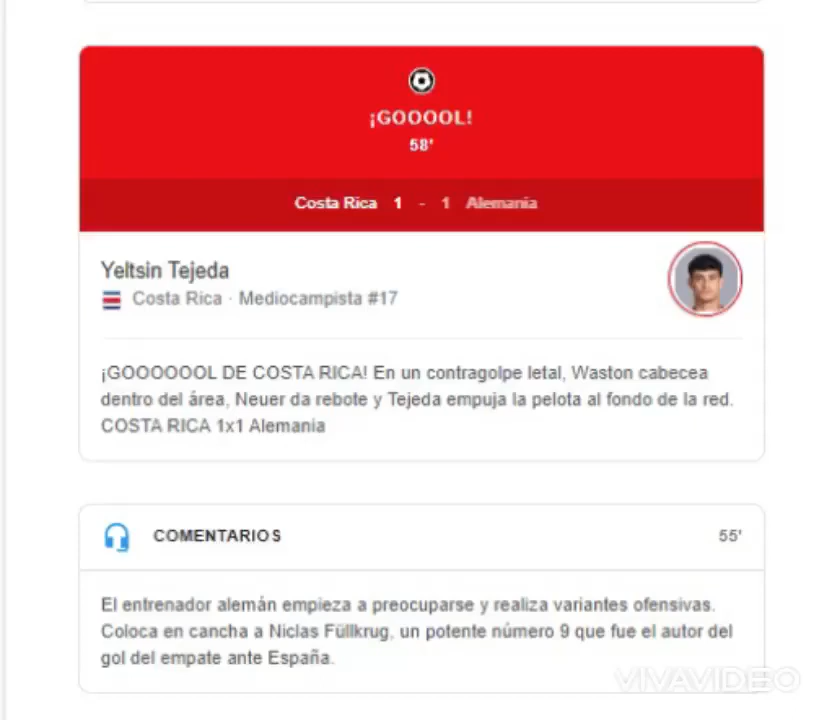 ¡GOOOOL!
58'
Costa Rica 1 - 1 Alemania
Yeltsin Tejeda
Costa Rica · Mediocampista #17
¡GOOOOOOL DE COSTA RICA! En un contragolpe letal, Waston cabecea
dentro del área, Neuer da rebote y Tejeda empuja la pelota al fondo de la red.
COSTA RICA 1x1 Alemania
COMENTARIOS 55'
El entrenador alemán empieza a preocuparse y realiza variantes ofensivas.
Coloca en cancha a Niclas Füllkrug, un potente número 9 que fue el autor del
gol del empate ante España.
VIVAVIDEO